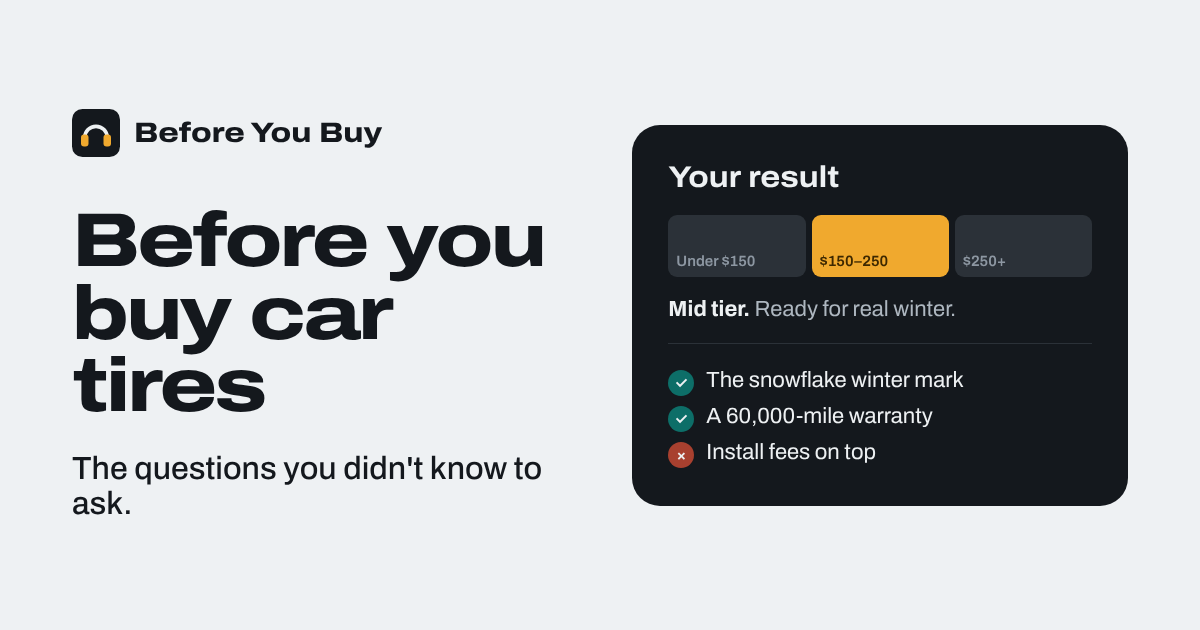 Before You Buy
Before you
buy car
tires
The questions you didn't know to
ask.
Your result
Under $150
$150–250
$250+
Mid tier. Ready for real winter.
The snowflake winter mark
A 60,000-mile warranty
Install fees on top